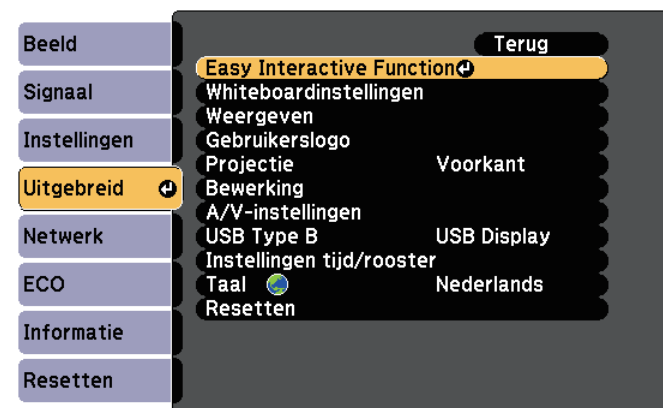 Beeld
Signaal
Instellingen
Uitgebreid
Netwerk
ECO
Informatie
Resetten
Terug
Easy Interactive Function
Whiteboardinstellingen
Weergeven
Gebruikerslogo
Projectie Voorkant
Bewerking
A/V-instellingen
USB Type B USB Display
Instellingen tijd/rooster
Taal Nederlands
Resetten